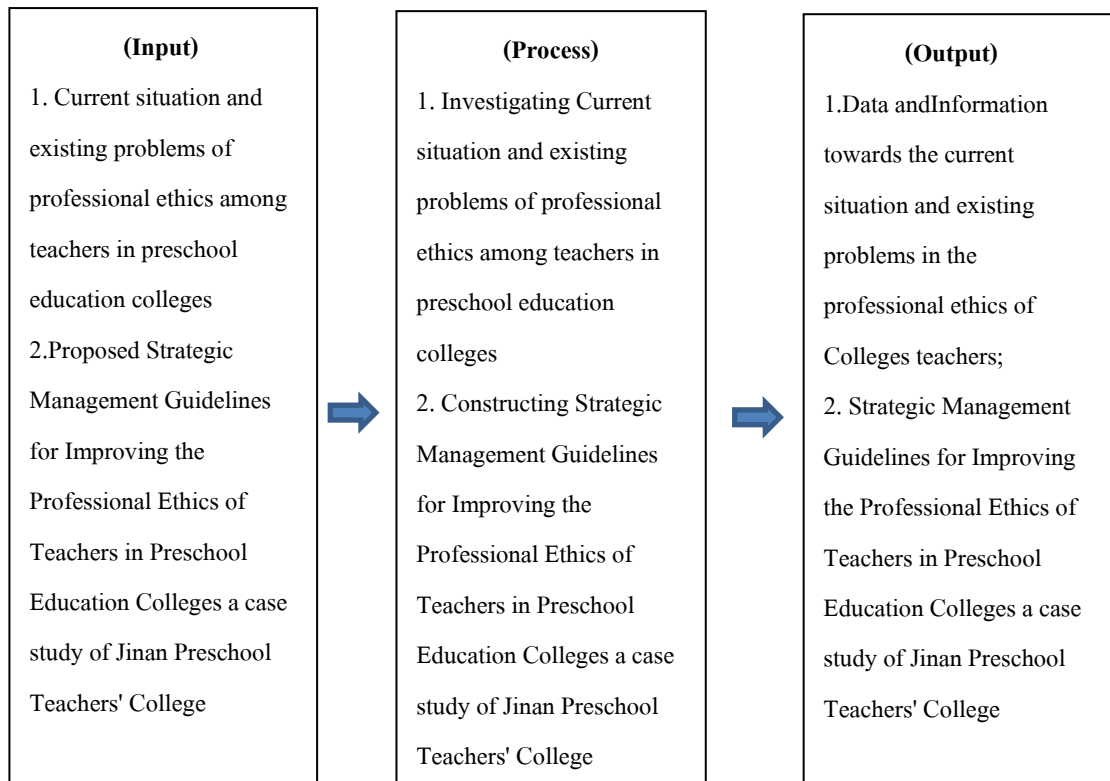 (Input)
1. Current situation and
existing problems of
professional ethics among
teachers in preschool
education colleges
2.Proposed Strategic
Management Guidelines
for Improving the
Professional Ethics of
Teachers in Preschool
Education Colleges a case
study of Jinan Preschool
Teachers' College
(Process)
1. Investigating Current
situation and existing
problems of professional
ethics among teachers in
preschool education
colleges
2. Constructing Strategic
Management Guidelines
for Improving the
Professional Ethics of
Teachers in Preschool
Education Colleges a case
study of Jinan Preschool
Teachers' College
(Output)
1.Data andInformation
towards the current
situation and existing
problems in the
professional ethics of
Colleges teachers;
2. Strategic Management
Guidelines for Improving
the Professional Ethics of
Teachers in Preschool
Education Colleges a case
study of Jinan Preschool
Teachers' College